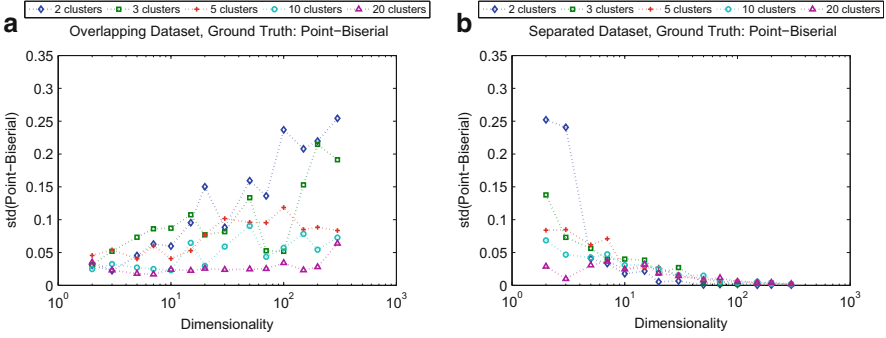 2 clusters 3 clusters 5 clusters 10 clusters 20 clusters
a
Overlapping Dataset, Ground Truth: Point−Biserial
std(Point−Biserial)
0.35
0.3
0.25
0.2
0.15
0.1
0.05
0
10^0 10^1 10^2 10^3
Dimensionality
2 clusters 3 clusters 5 clusters 10 clusters 20 clusters
b
Separated Dataset, Ground Truth: Point−Biserial
std(Point−Biserial)
0.35
0.3
0.25
0.2
0.15
0.1
0.05
0
10^0 10^1 10^2 10^3
Dimensionality